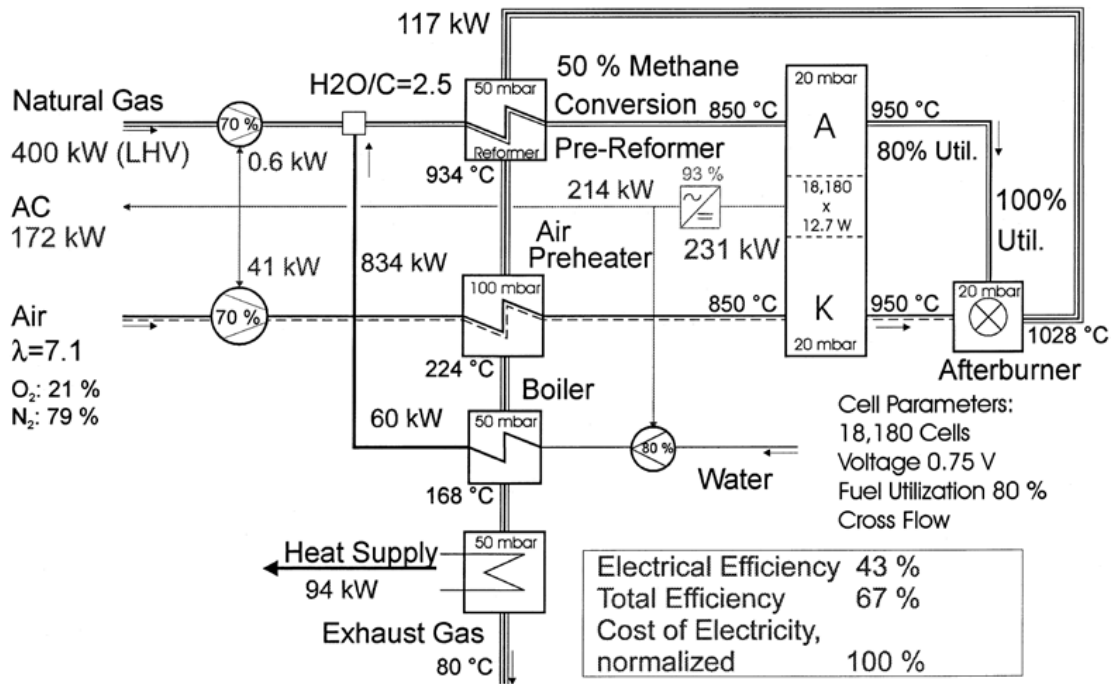 117 kW
H2O/C=2.5
50 mbar
50 % Methane
Conversion
Pre-Reformer
850 °C
20 mbar
A
950 °C
Natural Gas
400 kW (LHV)
70 %
0.6 kW
Reformer
934 °C
80% Util.
100%
Util.
AC
172 kW
214 kW
93 %
231 kW
18,180
x
12.7 W
41 kW
834 kW
Air
Preheater
100 mbar
Air
λ=7.1
O₂: 21 %
N₂: 79 %
70 %
850 °C
K
20 mbar
950 °C
20 mbar
1028 °C
Afterburner
224 °C
Boiler
60 kW
50 mbar
80 %
Water
168 °C
Cell Parameters:
18,180 Cells
Voltage 0.75 V
Fuel Utilization 80 %
Cross Flow
Heat Supply
94 kW
50 mbar
Exhaust Gas
80 °C
Electrical Efficiency 43 %
Total Efficiency 67 %
Cost of Electricity,
normalized 100 %